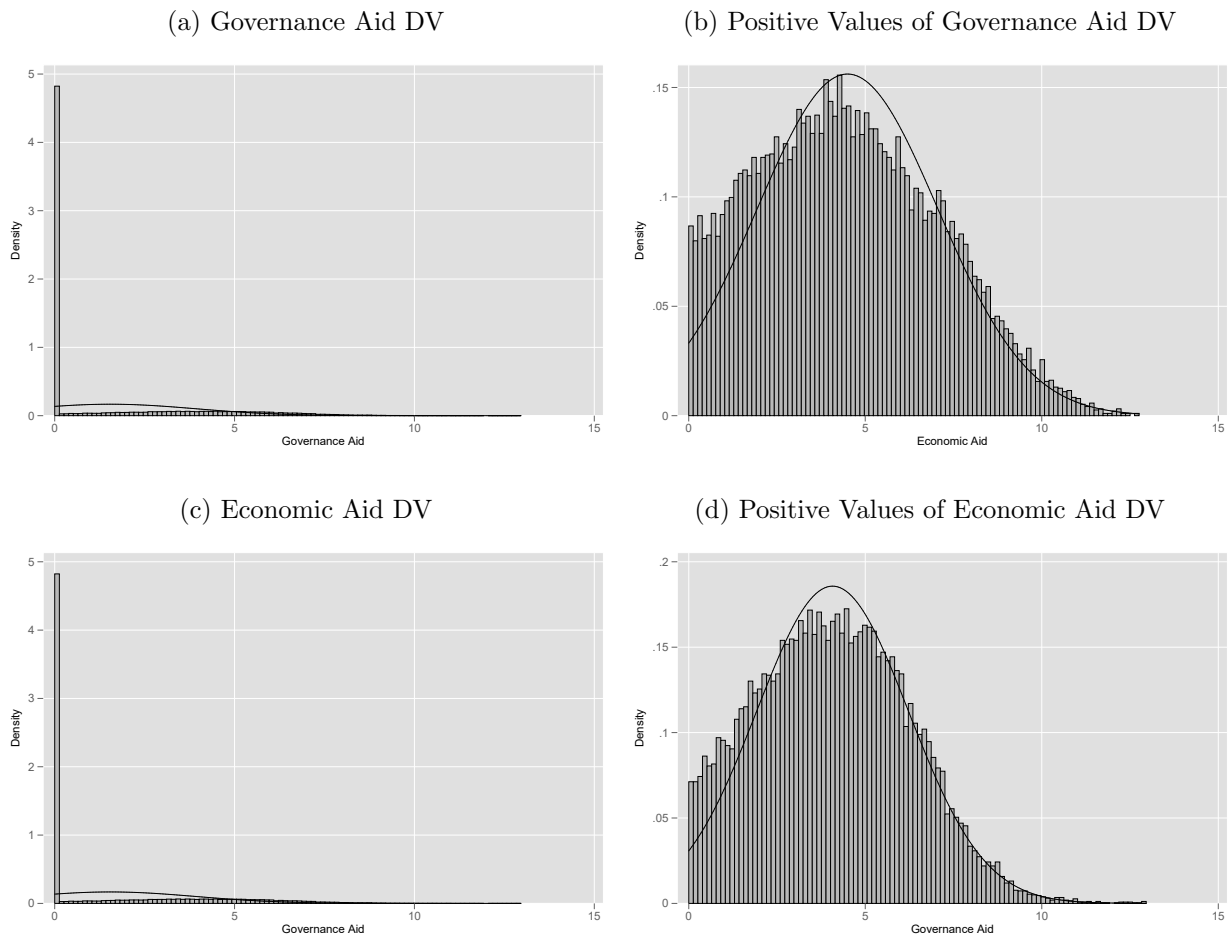 (a) Governance Aid DV
5
4
3
2
1
0
Density
0 5 10 15
Governance Aid
(b) Positive Values of Governance Aid DV
.15
.1
.05
0
Density
0 5 10 15
Economic Aid
(c) Economic Aid DV
5
4
3
2
1
0
Density
0 5 10 15
Governance Aid
(d) Positive Values of Economic Aid DV
.2
.15
.1
.05
0
Density
0 5 10 15
Governance Aid